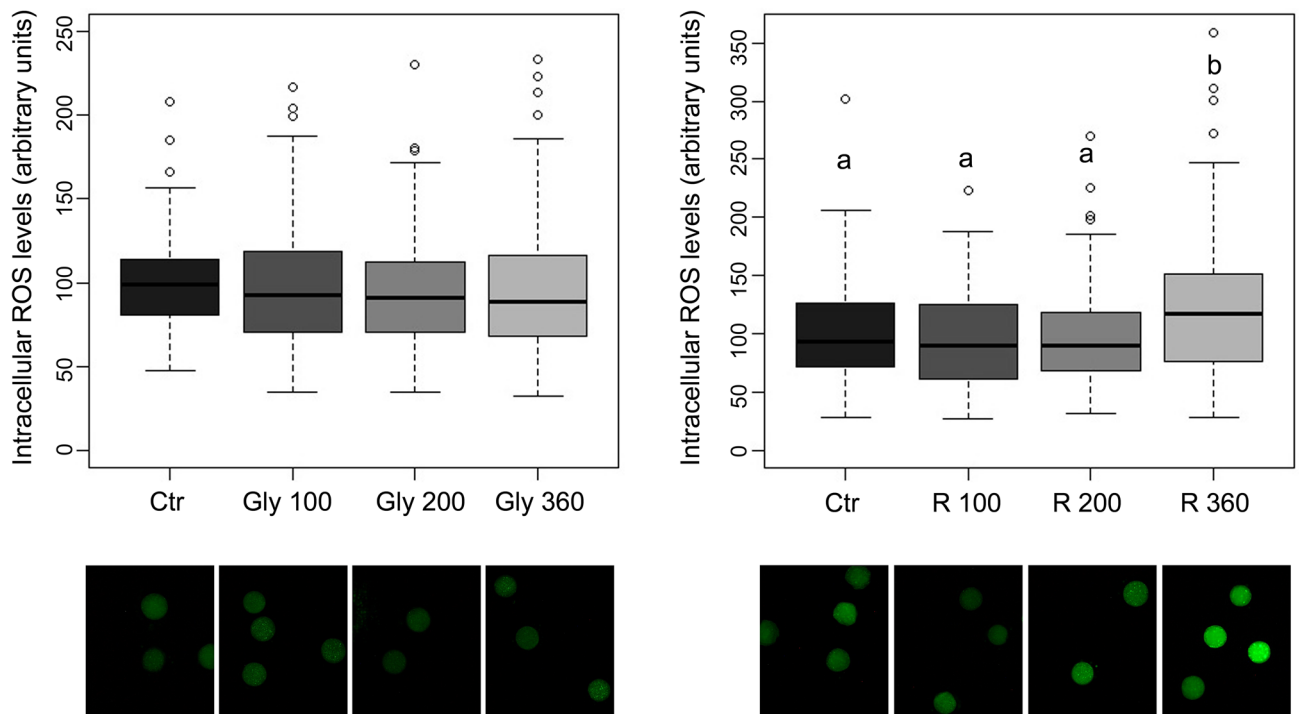 Intracellular ROS levels (arbitrary units)
250
200
150
100
50
0
Ctr Gly 100 Gly 200 Gly 360
Intracellular ROS levels (arbitrary units)
350
300
250
200
150
100
50
0
a a a b
Ctr R 100 R 200 R 360